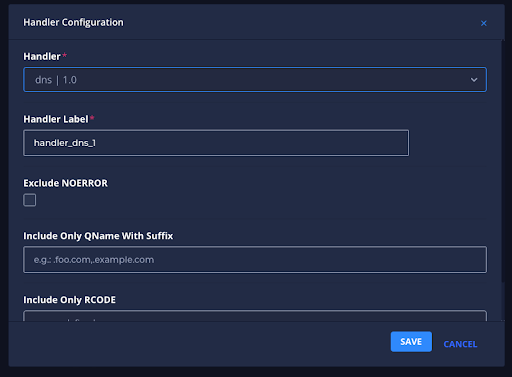 Handler Configuration ×
Handler *
dns | 1.0
Handler Label *
handler_dns_1
Exclude NOERROR
Include Only QName With Suffix
e.g.: .foo.com,.example.com
Include Only RCODE
SAVE CANCEL